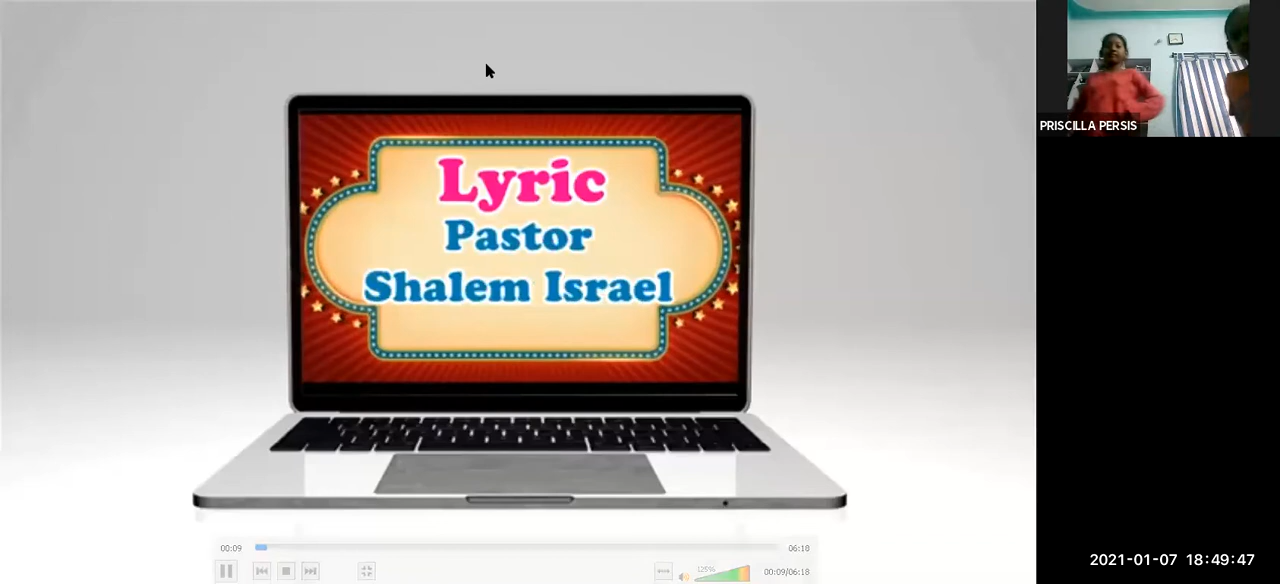 Lyric
Pastor
Shalem Israel
PRISCILLA PERSIS
00:09
06:18
125%
00:09/06:18
2021-01-07 18:49:47